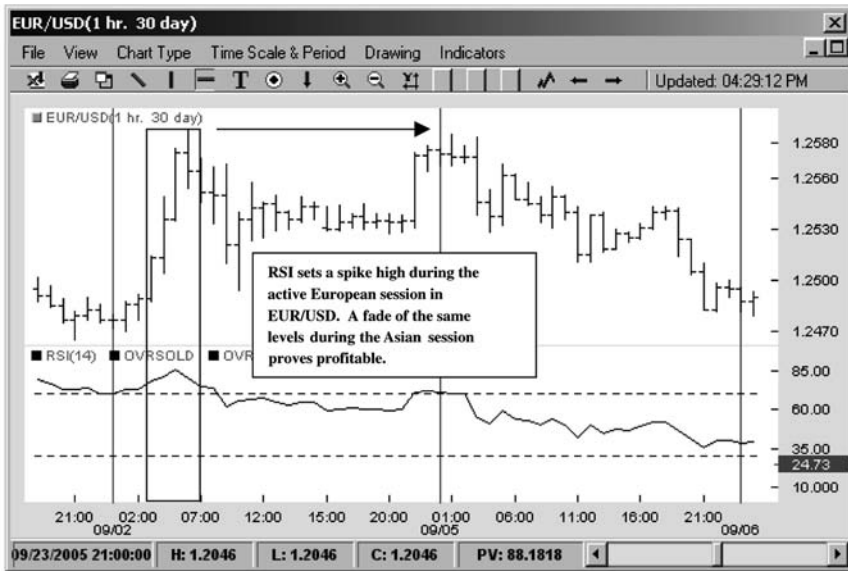 EUR/USD(1 hr. 30 day)
File View Chart Type Time Scale & Period Drawing Indicators
T Updated: 04:29:12 PM
EUR/USD(1 hr. 30 day)
1.2580
1.2560
1.2530
1.2500
1.2470
RSI sets a spike high during the
active European session in
EUR/USD. A fade of the same
levels during the Asian session
proves profitable.
RSI(14) OVRSOLD
85.00
60.00
35.00
24.73
10.000
21:00 02:00 07:00 12:00 15:00 20:00 01:00 06:00 11:00 16:00 21:00
09/02 09/05 09/06
09/23/2005 21:00:00 H: 1.2046 L: 1.2046 C: 1.2046 PV: 88.1818